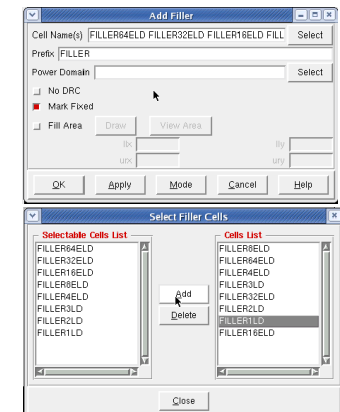 Add Filler
Cell Name(s) FILLER64ELD FILLER32ELD FILLER16ELD FILL Select
Prefix FILLER
Power Domain Select
No DRC
Mark Fixed
Fill Area Draw View Area
llx lly
urx ury
OK Apply Mode Cancel Help
Select Filler Cells
Selectable Cells List Cells List
FILLER64ELD
FILLER32ELD
FILLER16ELD
FILLER8ELD
FILLER4ELD
FILLER3LD
FILLER2LD
FILLER1LD
Add
Delete
FILLER8ELD
FILLER64ELD
FILLER4ELD
FILLER3LD
FILLER32ELD
FILLER2LD
FILLER1LD
FILLER16ELD
Close